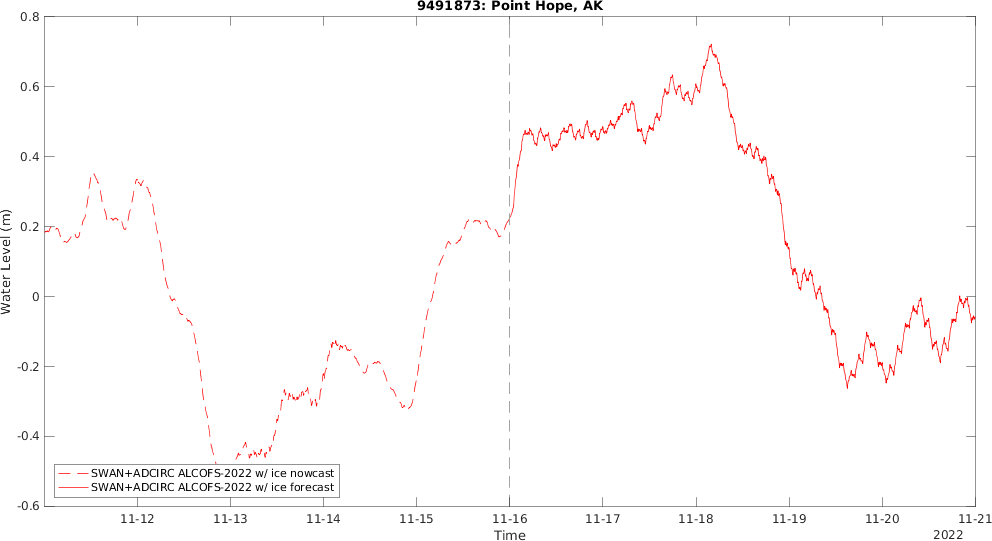 9491873: Point Hope, AK
0.8
0.6
0.4
0.2
0
-0.2
-0.4
-0.6
Water Level (m)
SWAN+ADCIRC ALCOFS-2022 w/ ice nowcast
SWAN+ADCIRC ALCOFS-2022 w/ ice forecast
11-12 11-13 11-14 11-15 11-16 11-17 11-18 11-19 11-20 11-21
Time
2022